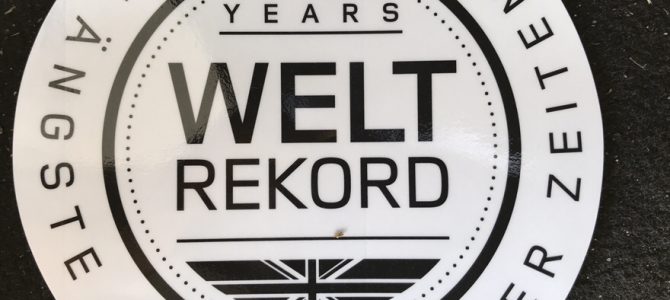 YEARS
WELT
REKORD
ÄNGSTE
ER ZEITEN